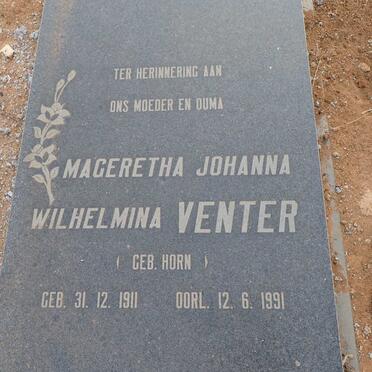 TER HERINNERING AAN
ONS MOEDER EN OUMA
MAGERETHA JOHANNA
WILHELMINA VENTER
( GEB. HORN )
GEB. 31. 12. 1911 OORL. 12. 6. 1991